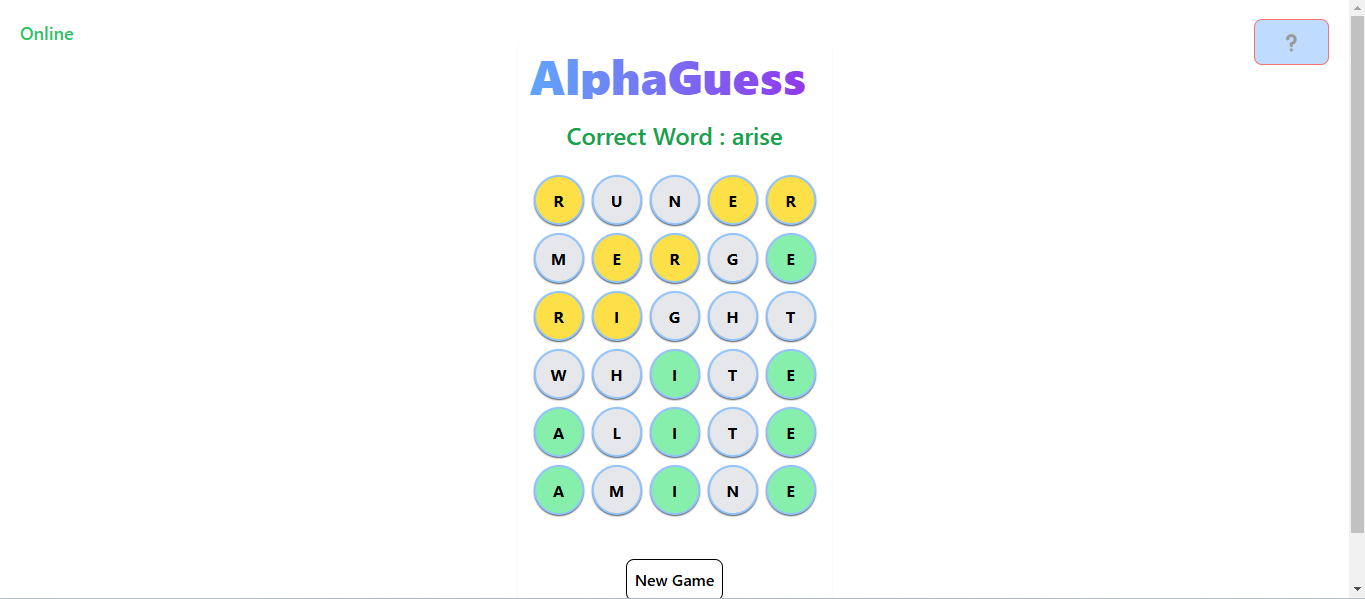 Online
?
AlphaGuess
Correct Word : arise
R U N E R
M E R G E
R I G H T
W H I T E
A L I T E
A M I N E
New Game